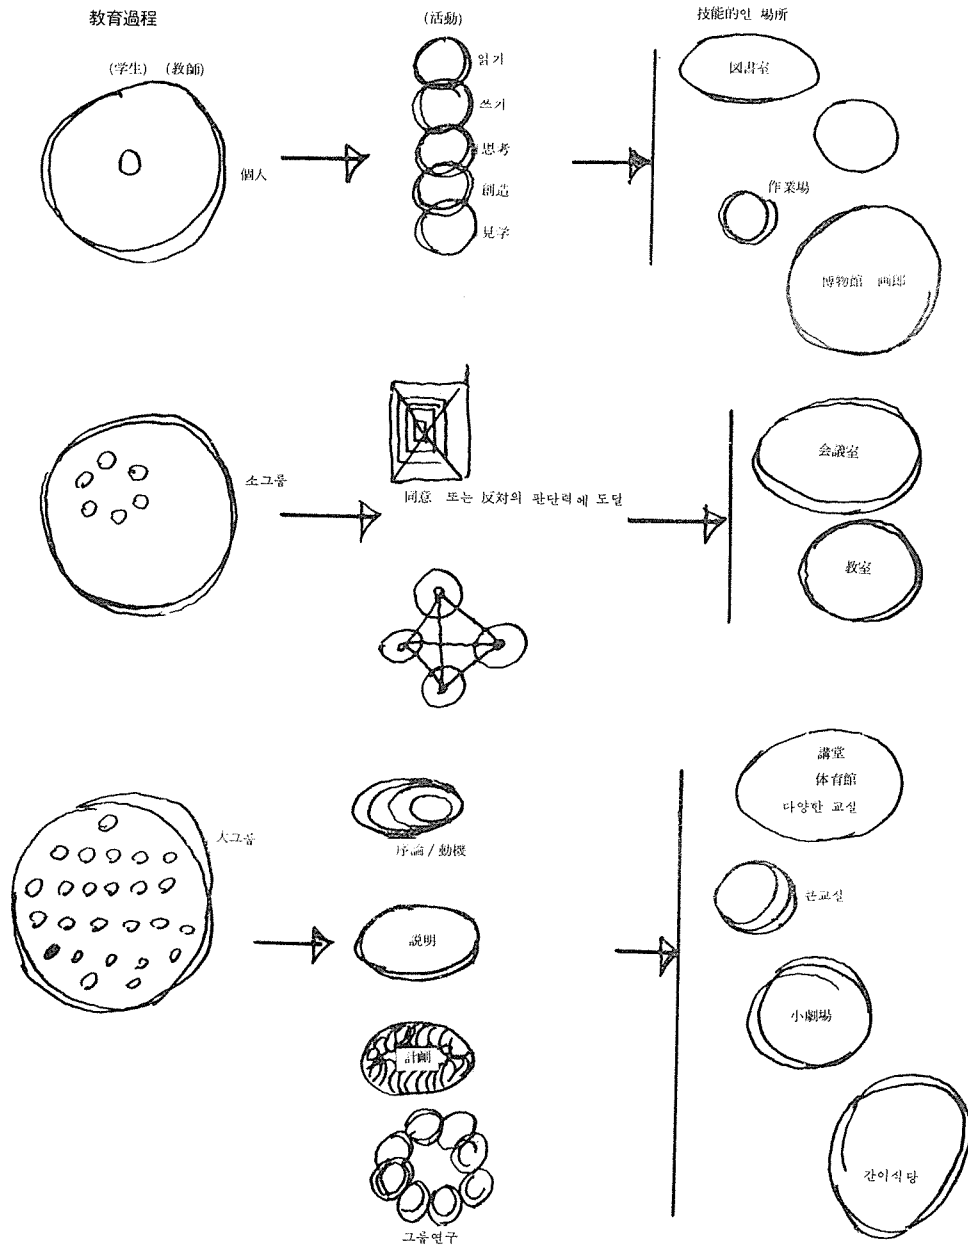 教育過程
(活動)
技能的인 場所
(学生) (教師)
個人
읽기
쓰기
思考
創造
見学
図書室
作業場
博物館 画郎
소그룹
同意 또는 反対의 판단력에 도달
会議室
教室
大그룹
序論 / 動機
説明
計劃
그룹연구
講堂
体育館
다양한 교실
큰교실
小劇場
간이식당